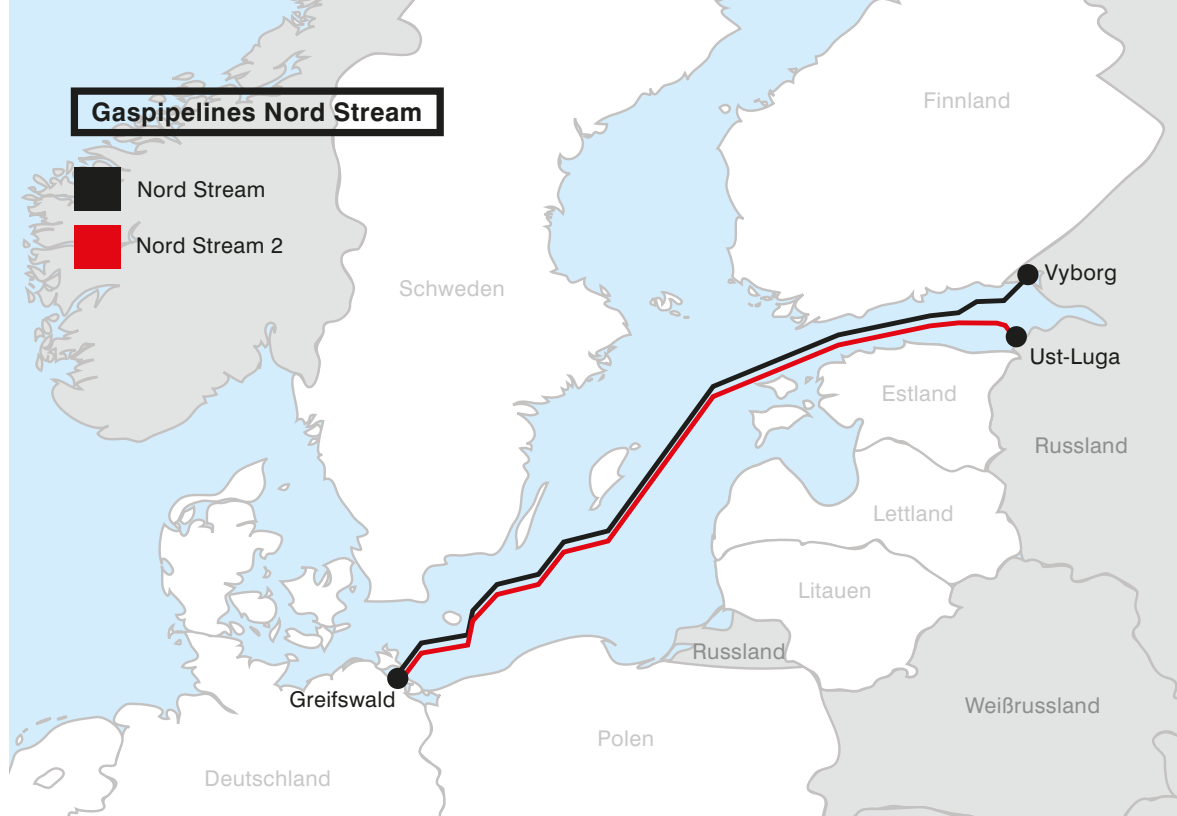 Gaspipelines Nord Stream
Nord Stream
Nord Stream 2
Finnland
Schweden
Vyborg
Ust-Luga
Estland
Russland
Lettland
Litauen
Russland
Greifswald
Weißrussland
Polen
Deutschland